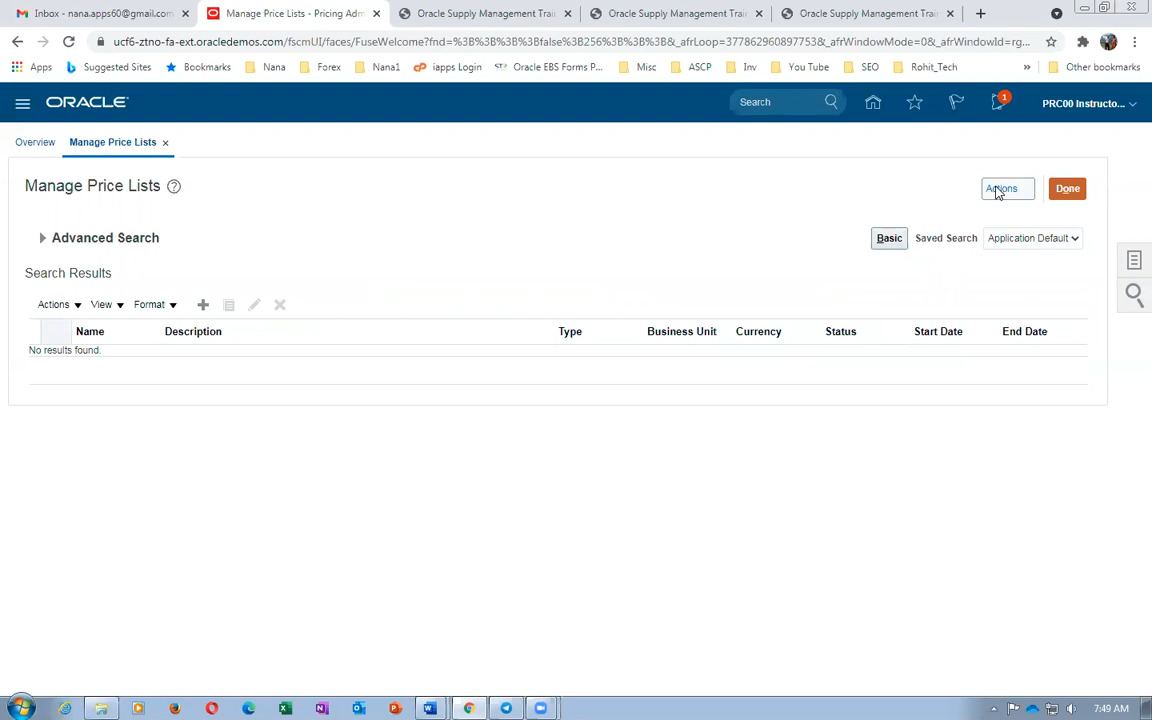 Inbox - nana.apps60@gmail.com
Manage Price Lists - Pricing Adm
Oracle Supply Management Trai
Oracle Supply Management Trai
Oracle Supply Management Trai
ucf6-ztno-fa-ext.oracledemos.com/fscmUI/faces/FuseWelcome?fnd=%3B%3B%3B%3Bfalse%3B256%3B%3B%3B&_afrLoop=377862960897753&_afrWindowMode=0&_afrWindowId=rg...
Apps Suggested Sites Bookmarks Nana Forex Nana1 iapps Login Oracle EBS Forms P... Misc ASCP Inv You Tube SEO Rohit_Tech » Other bookmarks
ORACLE Search 1 PRC00 Instructo...
Overview Manage Price Lists
Manage Price Lists Actions Done
Advanced Search Basic Saved Search Application Default
Search Results
Actions View Format
Name Description Type Business Unit Currency Status Start Date End Date
No results found.
7:49 AM